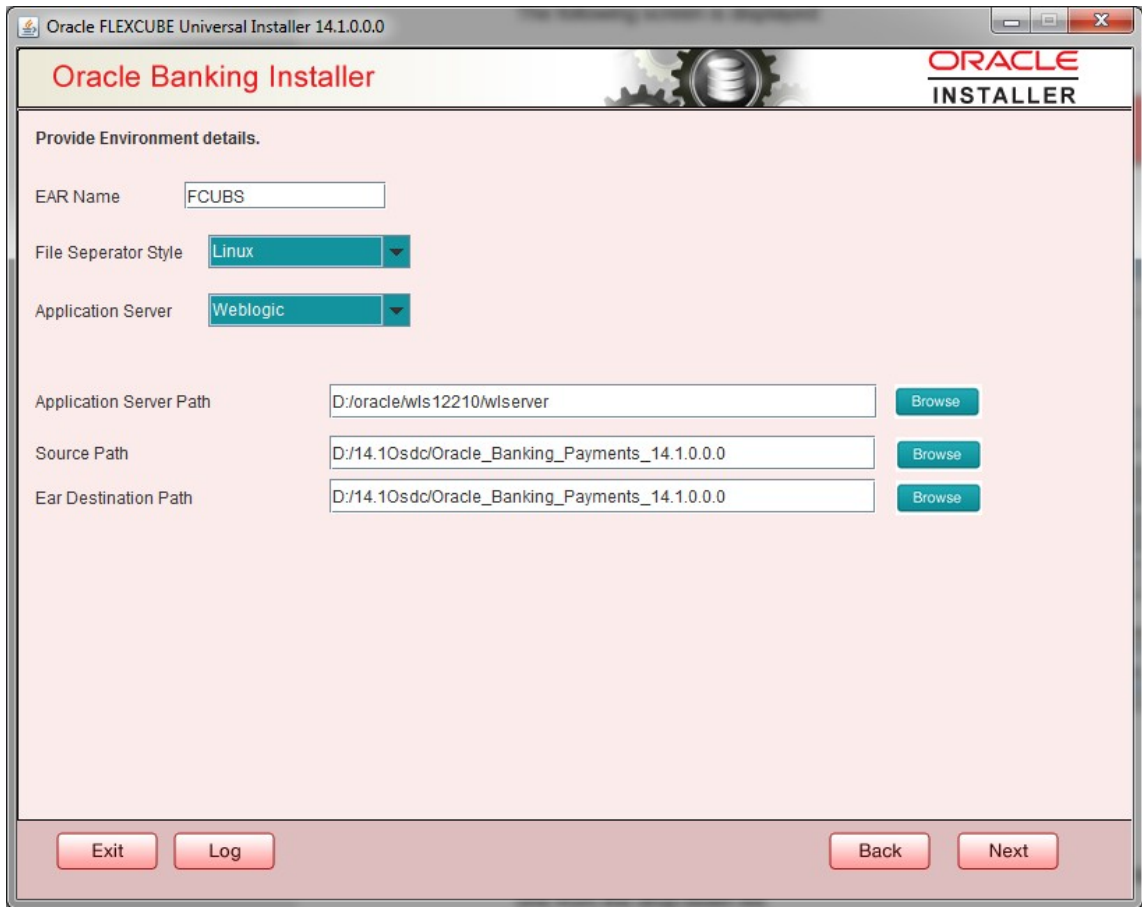 Oracle FLEXCUBE Universal Installer 14.1.0.0.0
Oracle Banking Installer
ORACLE
INSTALLER
Provide Environment details.
EAR Name FCUBS
File Seperator Style Linux
Application Server Weblogic
Application Server Path D:/oracle/wls12210/wlserver Browse
Source Path D:/14.1Osdc/Oracle_Banking_Payments_14.1.0.0.0 Browse
Ear Destination Path D:/14.1Osdc/Oracle_Banking_Payments_14.1.0.0.0 Browse
Exit Log Back Next